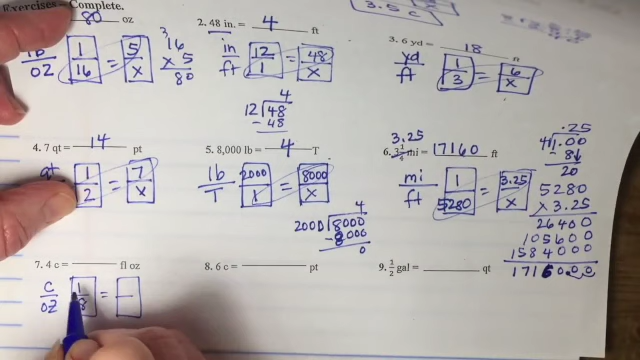 Exercises – Complete.
80 oz
lb/oz 1/16 = 5/x
3
16
x 5
80
2. 48 in. = 4 ft
in/ft 12/1 = 48/x
4
12 48
- 48
3.5 c
3. 6 yd = 18 ft
yd/ft 1/3 = 6/x
4. 7 qt = 14 pt
qt 1/2 = 7/x
5. 8,000 lb = 4 T
lb/T 2000/1 = 8000/x
4
2000 8000
- 8000
0
3.25
6. 3 1/4 mi = 17160 ft
mi/ft 1/5280 = 3.25/x
.25
4 1.00
- 8
20
5280
x 3.25
26400
105600
1584000
17160.00
7. 4 c = fl oz
c/oz 1/8 =
8. 6 c = pt
9. 1/2 gal = qt